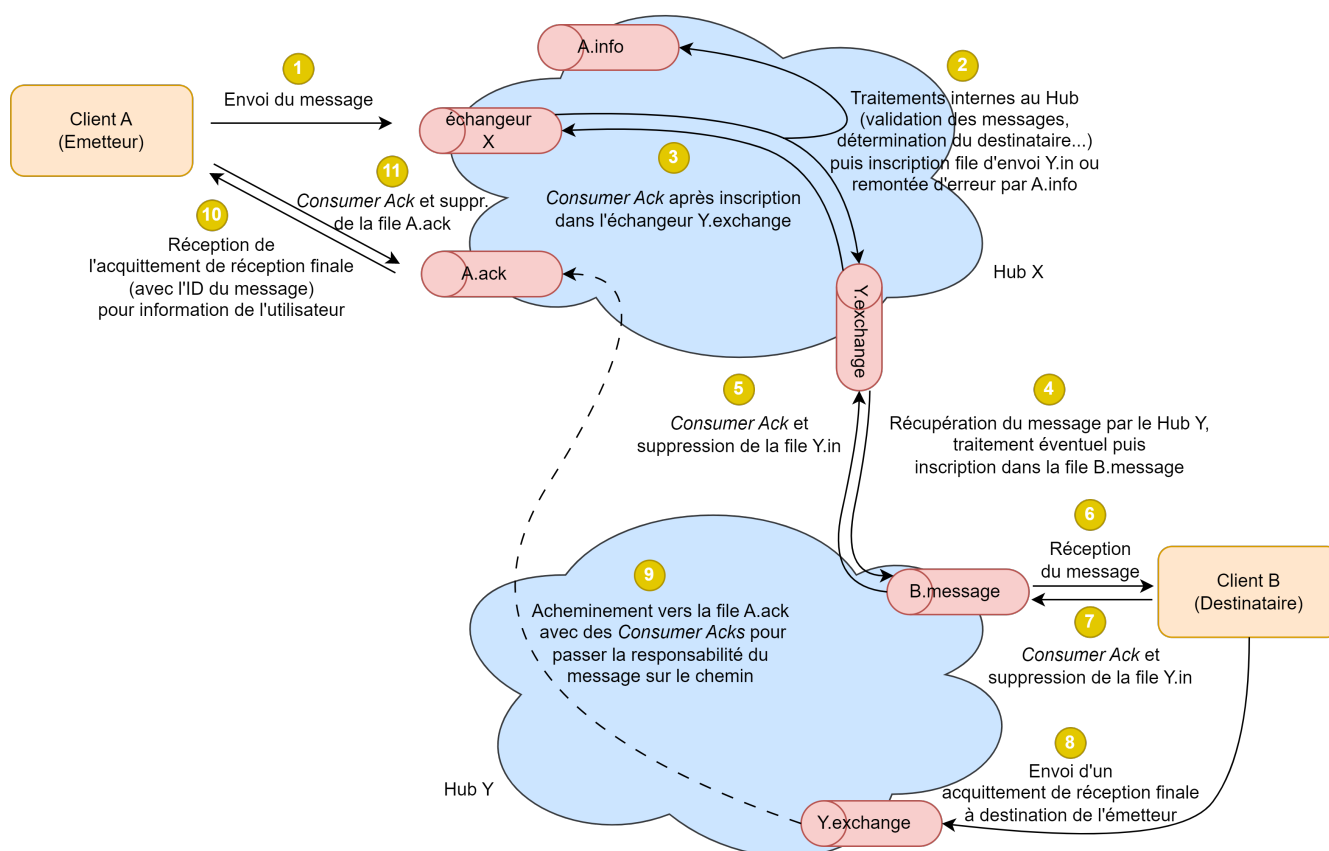 A.info
1
Envoi du message
2
Traitements internes au Hub
(validation des messages,
détermination du destinataire...)
puis inscription file d'envoi Y.in ou
remontée d'erreur par A.info
Client A
(Emetteur)
échangeur
X
3
Consumer Ack après inscription
dans l'échangeur Y.exchange
11
Consumer Ack et suppr.
de la file A.ack
10
Réception de
l'acquittement de réception finale
(avec l'ID du message)
pour information de l'utilisateur
A.ack
Hub X
Y.exchange
5
Consumer Ack et
suppression de la file Y.in
4
Récupération du message par le Hub Y,
traitement éventuel puis
inscription dans la file B.message
6
Réception
du message
9
Acheminement vers la file A.ack
avec des Consumer Acks pour
passer la responsabilité du
message sur le chemin
B.message
Client B
(Destinataire)
7
Consumer Ack et
suppression de la file Y.in
8
Envoi d'un
acquittement de réception finale
à destination de l'émetteur
Hub Y
Y.exchange